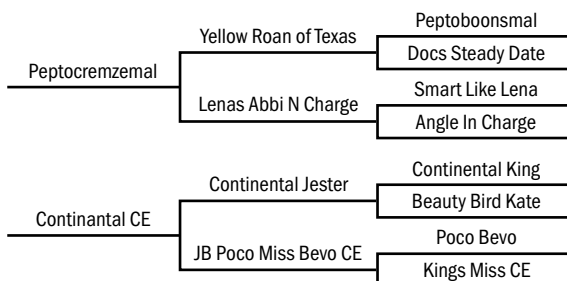 Peptoboonsmal
Yellow Roan of Texas
Docs Steady Date
Peptocremzemal
Smart Like Lena
Lenas Abbi N Charge
Angle In Charge
Continental King
Continental Jester
Beauty Bird Kate
Continantal CE
Poco Bevo
JB Poco Miss Bevo CE
Kings Miss CE